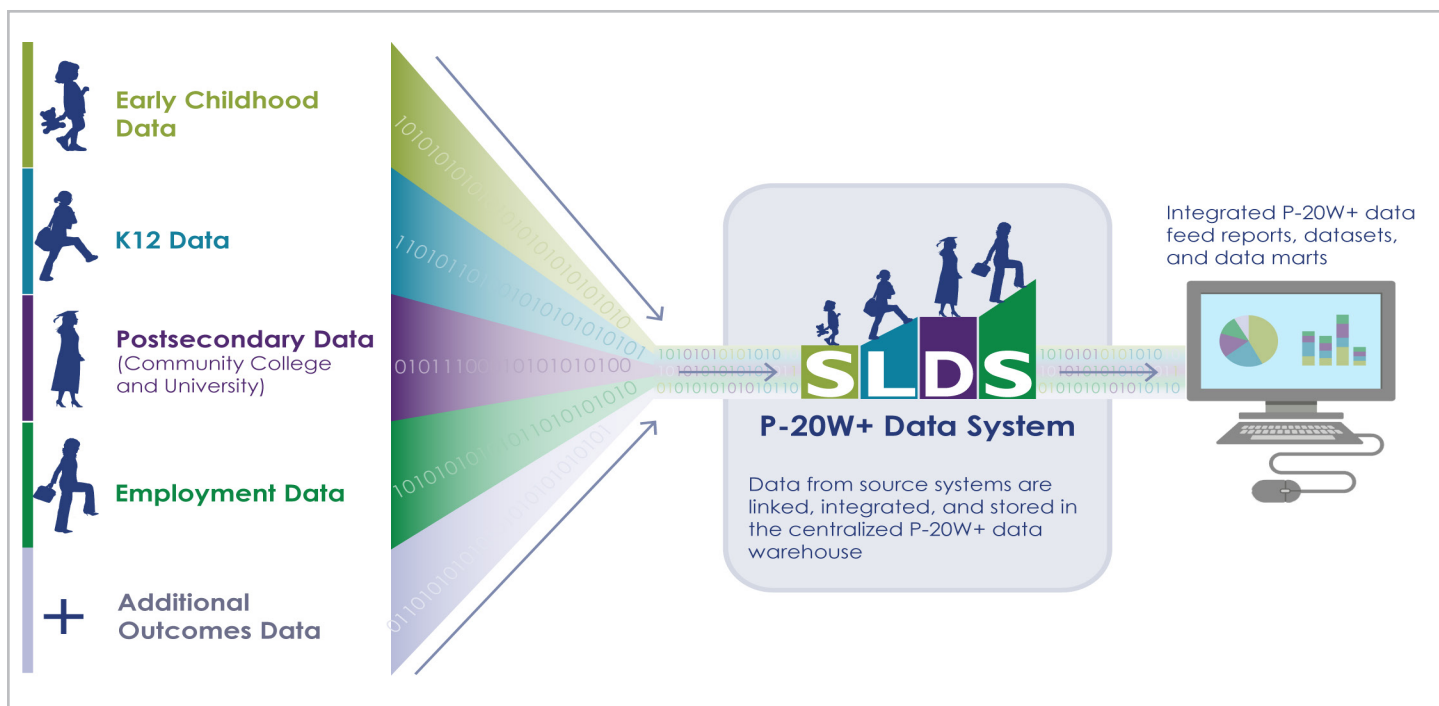 Early Childhood
Data
K12 Data
Postsecondary Data
(Community College
and University)
Employment Data
+
Additional
Outcomes Data
1010101010101010
SLDS
P-20W+ Data System
Data from source systems are
linked, integrated, and stored in
the centralized P-20W+ data
warehouse
Integrated P-20W+ data
feed reports, datasets,
and data marts